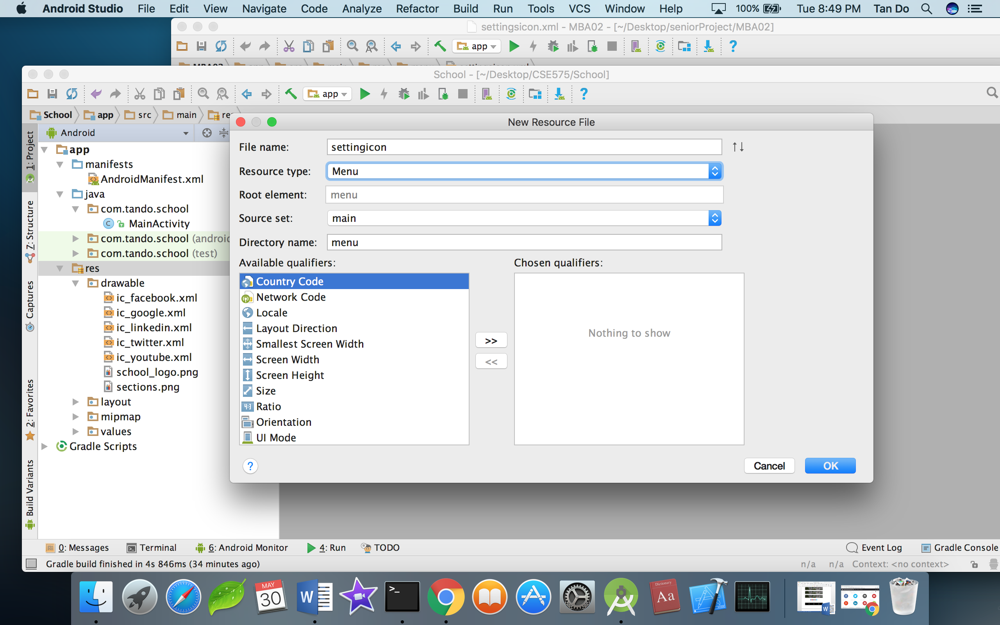 Android Studio File Edit View Navigate Code Analyze Refactor Build Run Tools VCS Window Help 100% Tue 8:49 PM Tan Do
settingsicon.xml - MBA02 - [~/Desktop/seniorProject/MBA02]
app
School - [~/Desktop/CSE575/School]
app
School app src main res
New Resource File
1: Project
7: Structure
Captures
2: Favorites
Build Variants
Android
app
manifests
AndroidManifest.xml
java
com.tando.school
MainActivity
com.tando.school
com.tando.school (test)
res
drawable
ic_facebook.xml
ic_google.xml
ic_linkedin.xml
ic_twitter.xml
ic_youtube.xml
school_logo.png
sections.png
layout
mipmap
values
Gradle Scripts
File name: settingicon
Resource type: Menu
Root element: menu
Source set: main
Directory name: menu
Available qualifiers: Chosen qualifiers:
Country Code
Network Code
Locale
Layout Direction
Smallest Screen Width
Screen Width
Screen Height
Size
Ratio
Orientation
UI Mode
>>
<<
Nothing to show
? Cancel OK
0: Messages Terminal 6: Android Monitor 4: Run TODO Event Log Gradle Console
Gradle build finished in 4s 846ms (34 minutes ago) n/a n/a Context: <no context>
MAY
30
W
>_
Dictionary
Aa